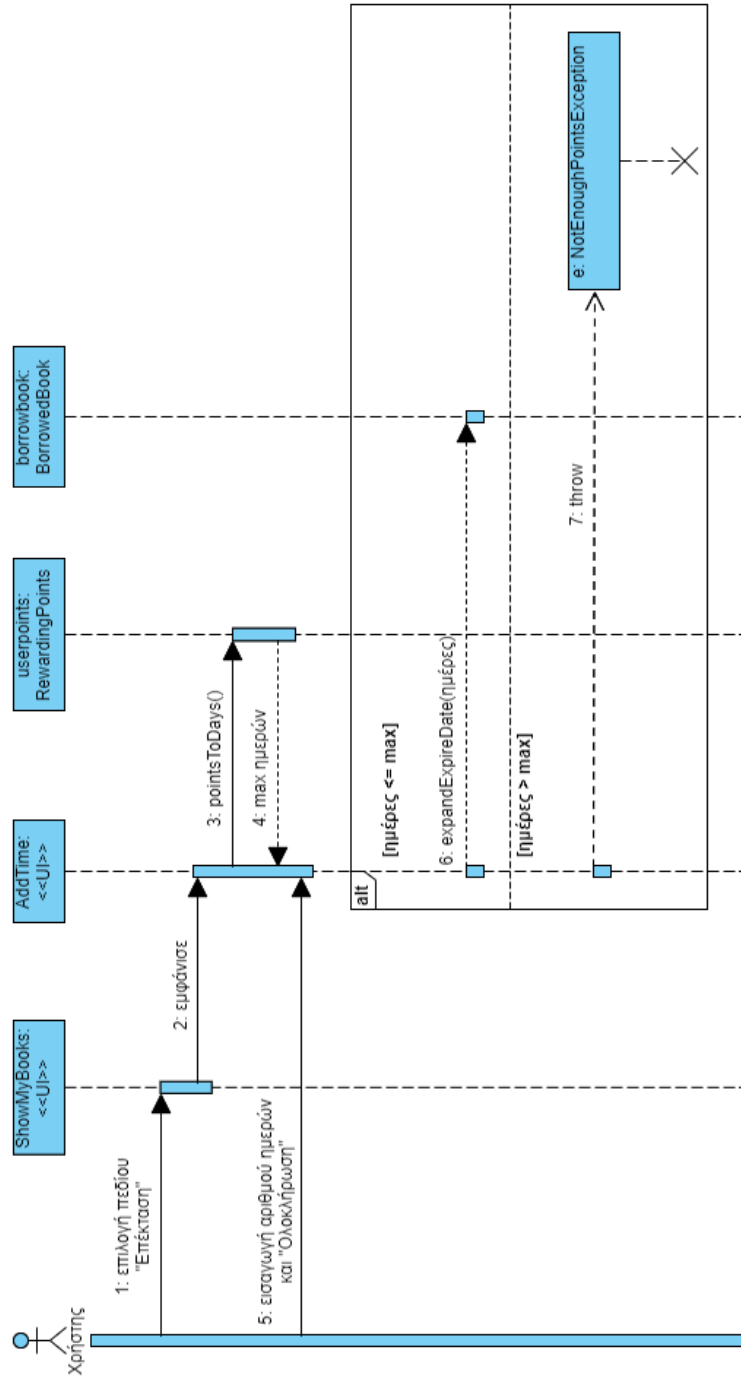 Χρήστης
ShowMyBooks:
<<UI>>
AddTime:
<<UI>>
userpoints:
RewardingPoints
borrowbook:
BorrowedBook
1: επιλογή πεδίου
"Επέκταση"
2: εμφάνισε
3: pointsToDays()
4: max ημερών
5: εισαγωγή αριθμού ημερών
και "Ολοκλήρωση"
alt
[ημέρες <= max]
6: expandExpireDate(ημέρες)
[ημέρες > max]
7: throw
e: NotEnoughPointsException